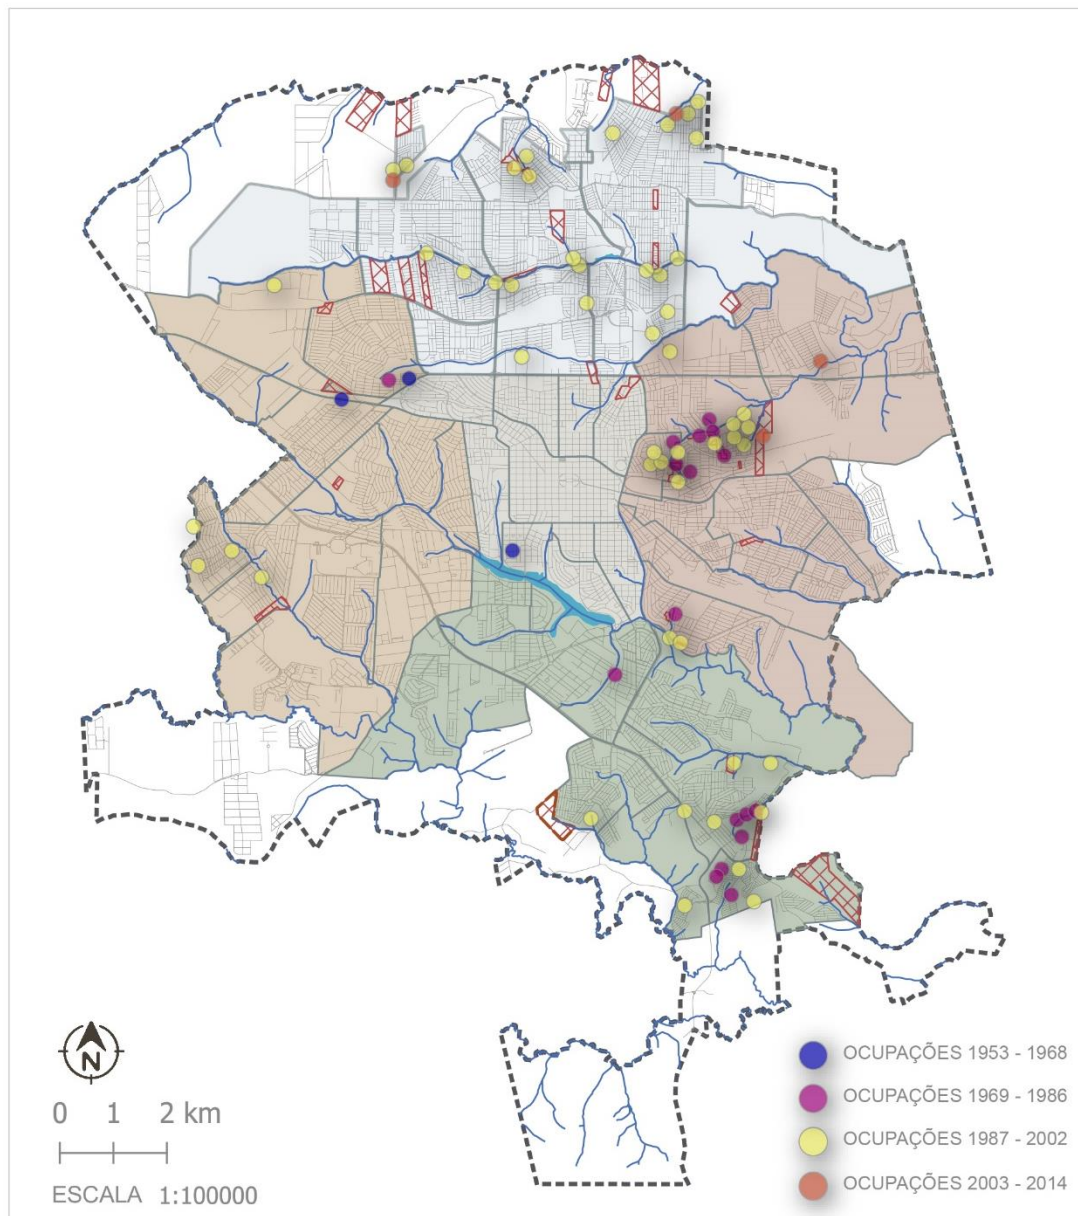 OCUPAÇÕES 1953 - 1968
OCUPAÇÕES 1969 - 1986
OCUPAÇÕES 1987 - 2002
OCUPAÇÕES 2003 - 2014
N
0 1 2 km
ESCALA 1:100000